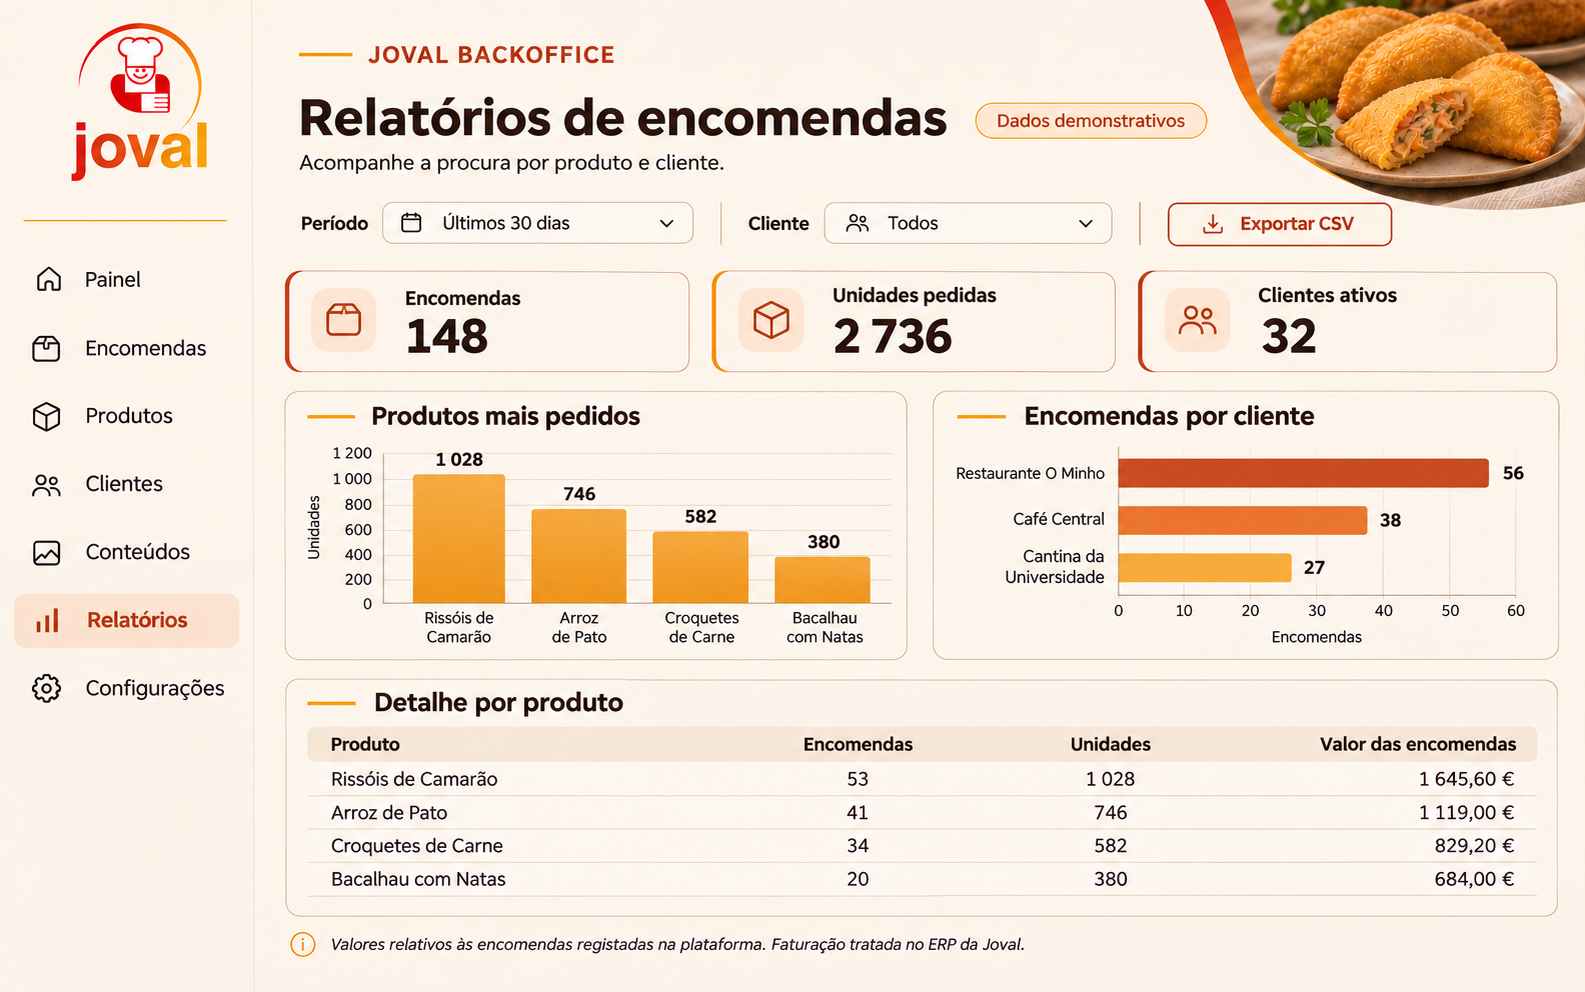 joval
Painel
Encomendas
Produtos
Clientes
Conteúdos
Relatórios
Configurações
JOVAL BACKOFFICE
Relatórios de encomendas
Dados demonstrativos
Acompanhe a procura por produto e cliente.
Período
Últimos 30 dias
Cliente
Todos
Exportar CSV
Encomendas
148
Unidades pedidas
2 736
Clientes ativos
32
Produtos mais pedidos
Unidades
1 200
1 000
800
600
400
200
0
1 028
746
582
380
Rissóis de
Camarão
Arroz
de Pato
Croquetes
de Carne
Bacalhau
com Natas
Encomendas por cliente
Restaurante O Minho
56
Café Central
38
Cantina da
Universidade
27
0 10 20 30 40 50 60
Encomendas
Detalhe por produto
Produto Encomendas Unidades Valor das encomendas
Rissóis de Camarão 53 1 028 1 645,60 €
Arroz de Pato 41 746 1 119,00 €
Croquetes de Carne 34 582 829,20 €
Bacalhau com Natas 20 380 684,00 €
Valores relativos às encomendas registadas na plataforma. Faturação tratada no ERP da Joval.